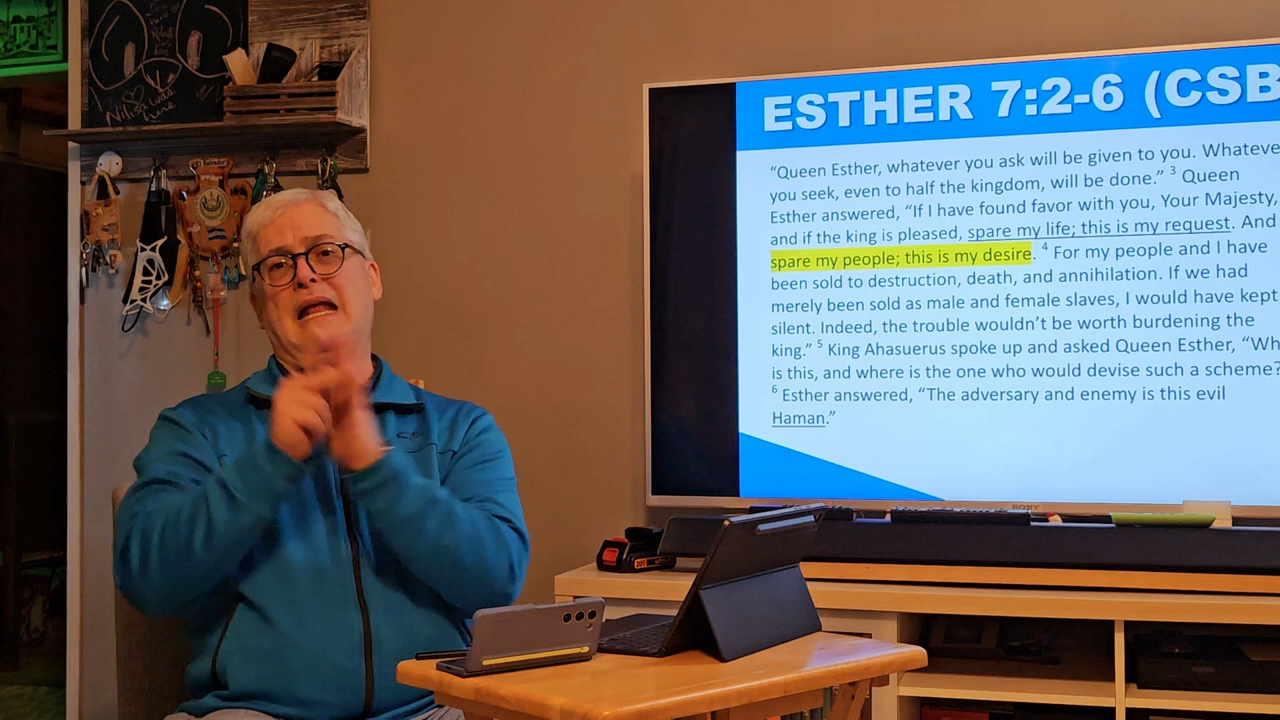 ESTHER 7:2-6 (CSB
“Queen Esther, whatever you ask will be given to you. Whateve
you seek, even to half the kingdom, will be done.” 3 Queen
Esther answered, “If I have found favor with you, Your Majesty,
and if the king is pleased, spare my life; this is my request. And
spare my people; this is my desire. 4 For my people and I have
been sold to destruction, death, and annihilation. If we had
merely been sold as male and female slaves, I would have kept
silent. Indeed, the trouble wouldn’t be worth burdening the
king.” 5 King Ahasuerus spoke up and asked Queen Esther, “Wh
is this, and where is the one who would devise such a scheme?
6 Esther answered, “The adversary and enemy is this evil
Haman.”
SONY